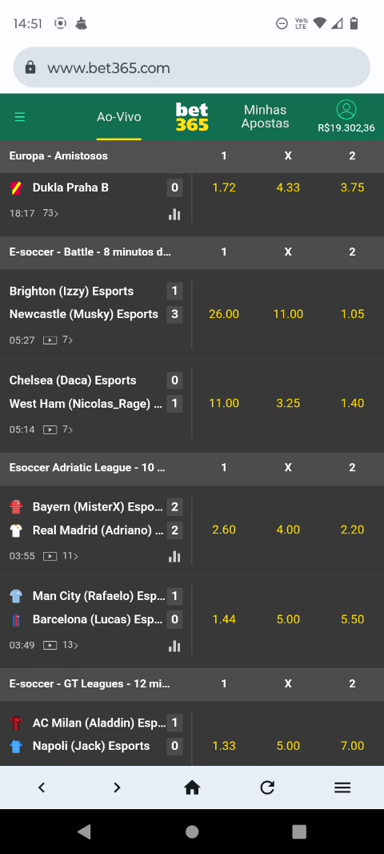 14:51
Vo) LTE
www.bet365.com
Ao-Vivo
bet365
Minhas Apostas
R$19.302,36
Europa - Amistosos 1 X 2
Dukla Praha B 0 1.72 4.33 3.75
18:17 73>
E-soccer - Battle - 8 minutos d... 1 X 2
Brighton (Izzy) Esports 1
Newcastle (Musky) Esports 3 26.00 11.00 1.05
05:27 7>
Chelsea (Daca) Esports 0
West Ham (Nicolas_Rage) ... 1 11.00 3.25 1.40
05:14 7>
Esoccer Adriatic League - 10 ... 1 X 2
Bayern (MisterX) Espo... 2
Real Madrid (Adriano) ... 2 2.60 4.00 2.20
03:55 11>
Man City (Rafaelo) Esp... 1
Barcelona (Lucas) Esp... 0 1.44 5.00 5.50
03:49 13>
E-soccer - GT Leagues - 12 mi... 1 X 2
AC Milan (Aladdin) Esp... 1
Napoli (Jack) Esports 0 1.33 5.00 7.00